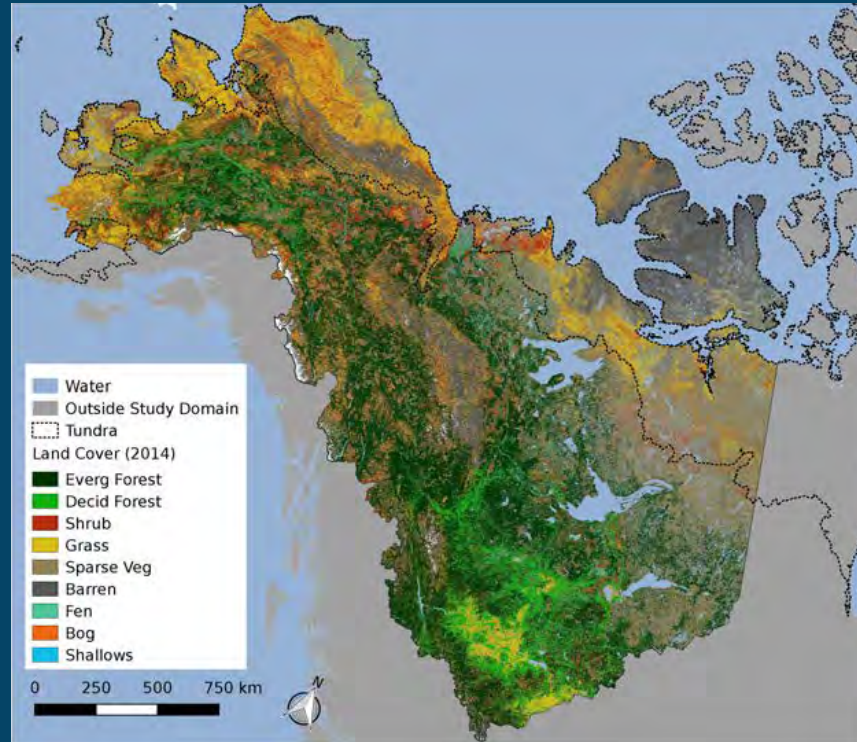 Water
Outside Study Domain
Tundra
Land Cover (2014)
Everg Forest
Decid Forest
Shrub
Grass
Sparse Veg
Barren
Fen
Bog
Shallows
0 250 500 750 km
N